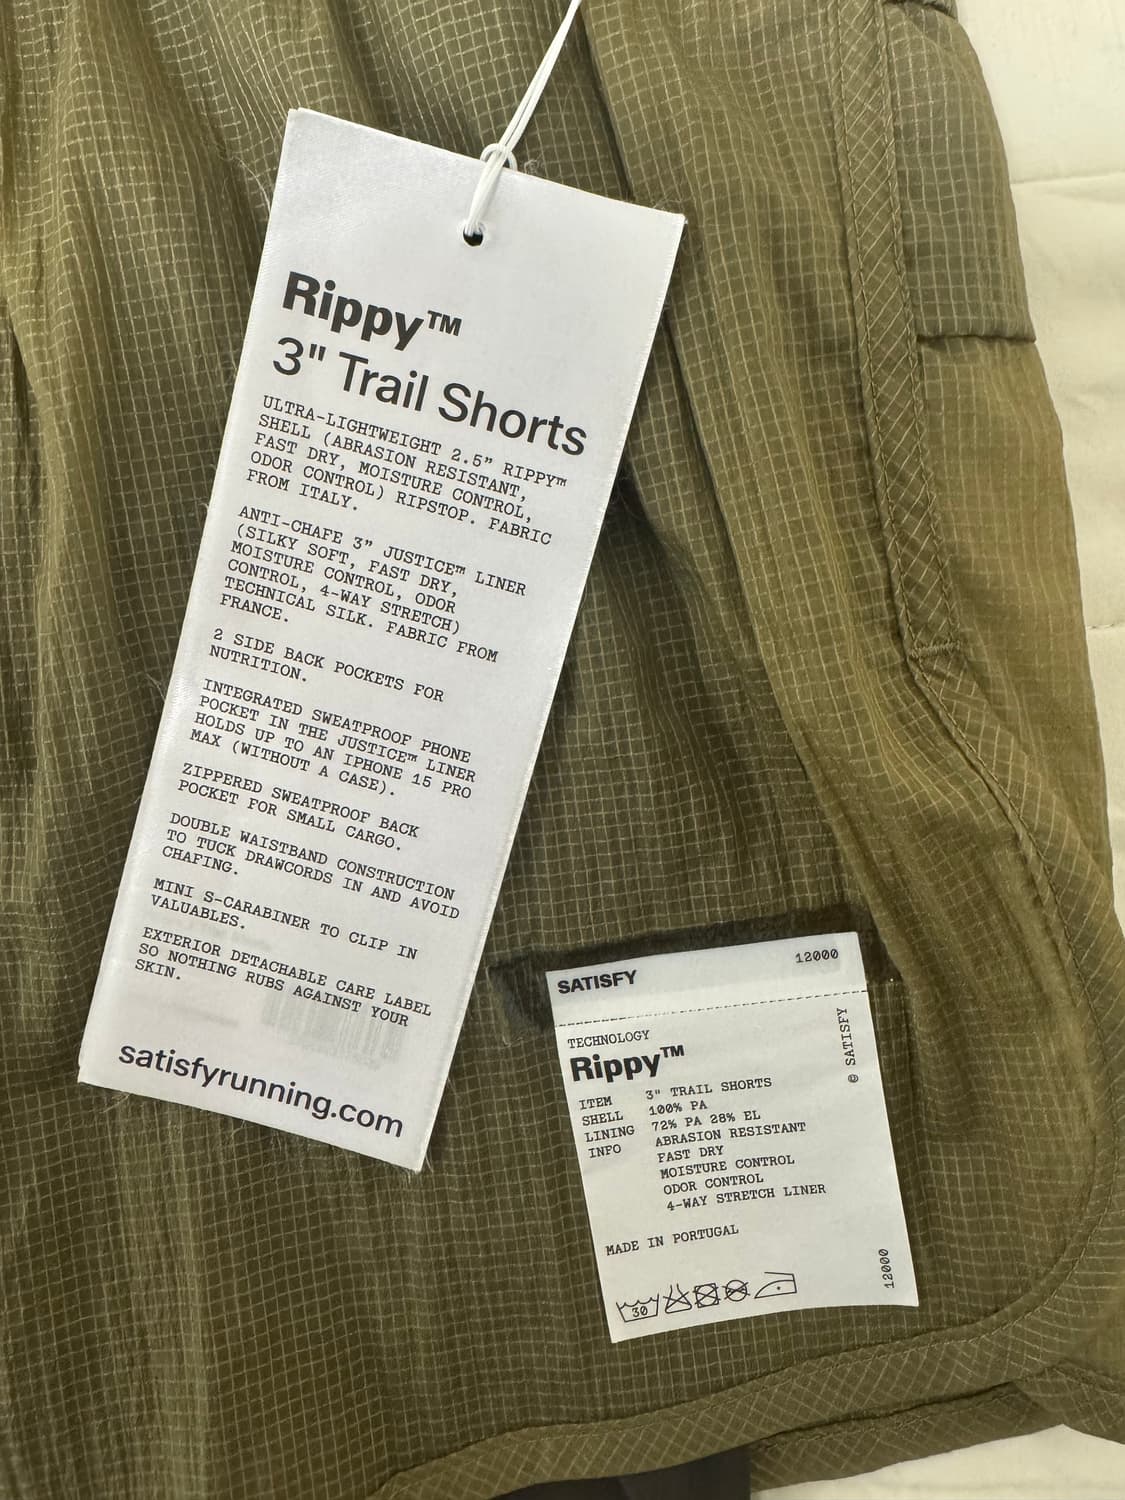 Rippy™
3" Trail Shorts
ULTRA-LIGHTWEIGHT 2.5” RIPPY™
SHELL (ABRASION RESISTANT,
FAST DRY, MOISTURE CONTROL,
ODOR CONTROL) RIPSTOP. FABRIC
FROM ITALY.
ANTI-CHAFE 3” JUSTICE™ LINER
(SILKY SOFT, FAST DRY,
MOISTURE CONTROL, ODOR
CONTROL, 4-WAY STRETCH)
TECHNICAL SILK. FABRIC FROM
FRANCE.
2 SIDE BACK POCKETS FOR
NUTRITION.
INTEGRATED SWEATPROOF PHONE
POCKET IN THE JUSTICE™ LINER
HOLDS UP TO AN IPHONE 15 PRO
MAX (WITHOUT A CASE).
ZIPPERED SWEATPROOF BACK
POCKET FOR SMALL CARGO.
DOUBLE WAISTBAND CONSTRUCTION
TO TUCK DRAWCORDS IN AND AVOID
CHAFING.
MINI S-CARABINER TO CLIP IN
VALUABLES.
EXTERIOR DETACHABLE CARE LABEL
SO NOTHING RUBS AGAINST YOUR
SKIN.
satisfyrunning.com
SATISFY 12000
© SATISFY
TECHNOLOGY
Rippy™
ITEM 3" TRAIL SHORTS
SHELL 100% PA
LINING 72% PA 28% EL
INFO ABRASION RESISTANT
FAST DRY
MOISTURE CONTROL
ODOR CONTROL
4-WAY STRETCH LINER
MADE IN PORTUGAL
12000
30